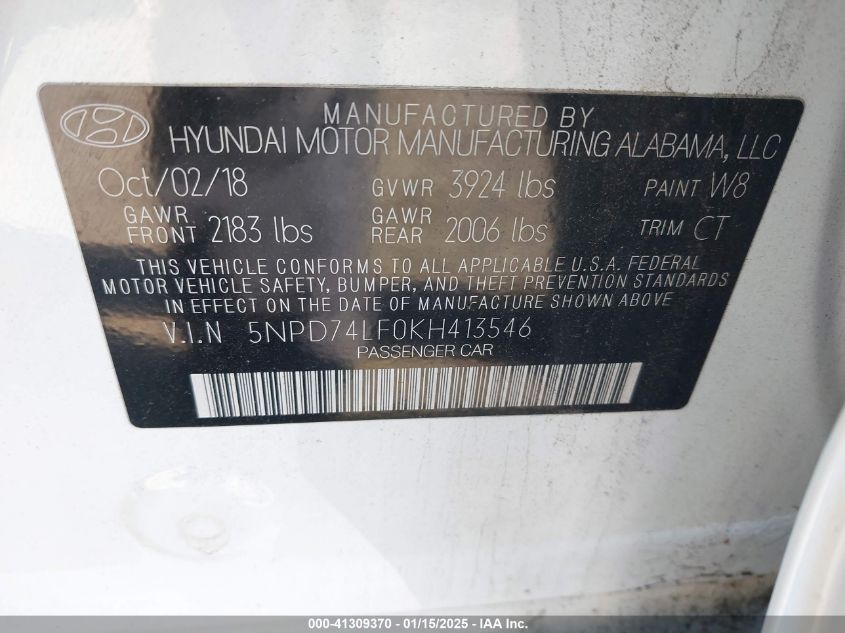 MANUFACTURED BY
HYUNDAI MOTOR MANUFACTURING ALABAMA, LLC
Oct/02/18 GVWR 3924 lbs PAINT W8
GAWR FRONT 2183 lbs GAWR REAR 2006 lbs TRIM CT
THIS VEHICLE CONFORMS TO ALL APPLICABLE U.S.A. FEDERAL
MOTOR VEHICLE SAFETY, BUMPER, AND THEFT PREVENTION STANDARDS
IN EFFECT ON THE DATE OF MANUFACTURE SHOWN ABOVE.
V.I.N 5NPD74LF0KH413546
PASSENGER CAR
000-41309370 - 01/15/2025 - IAA Inc.